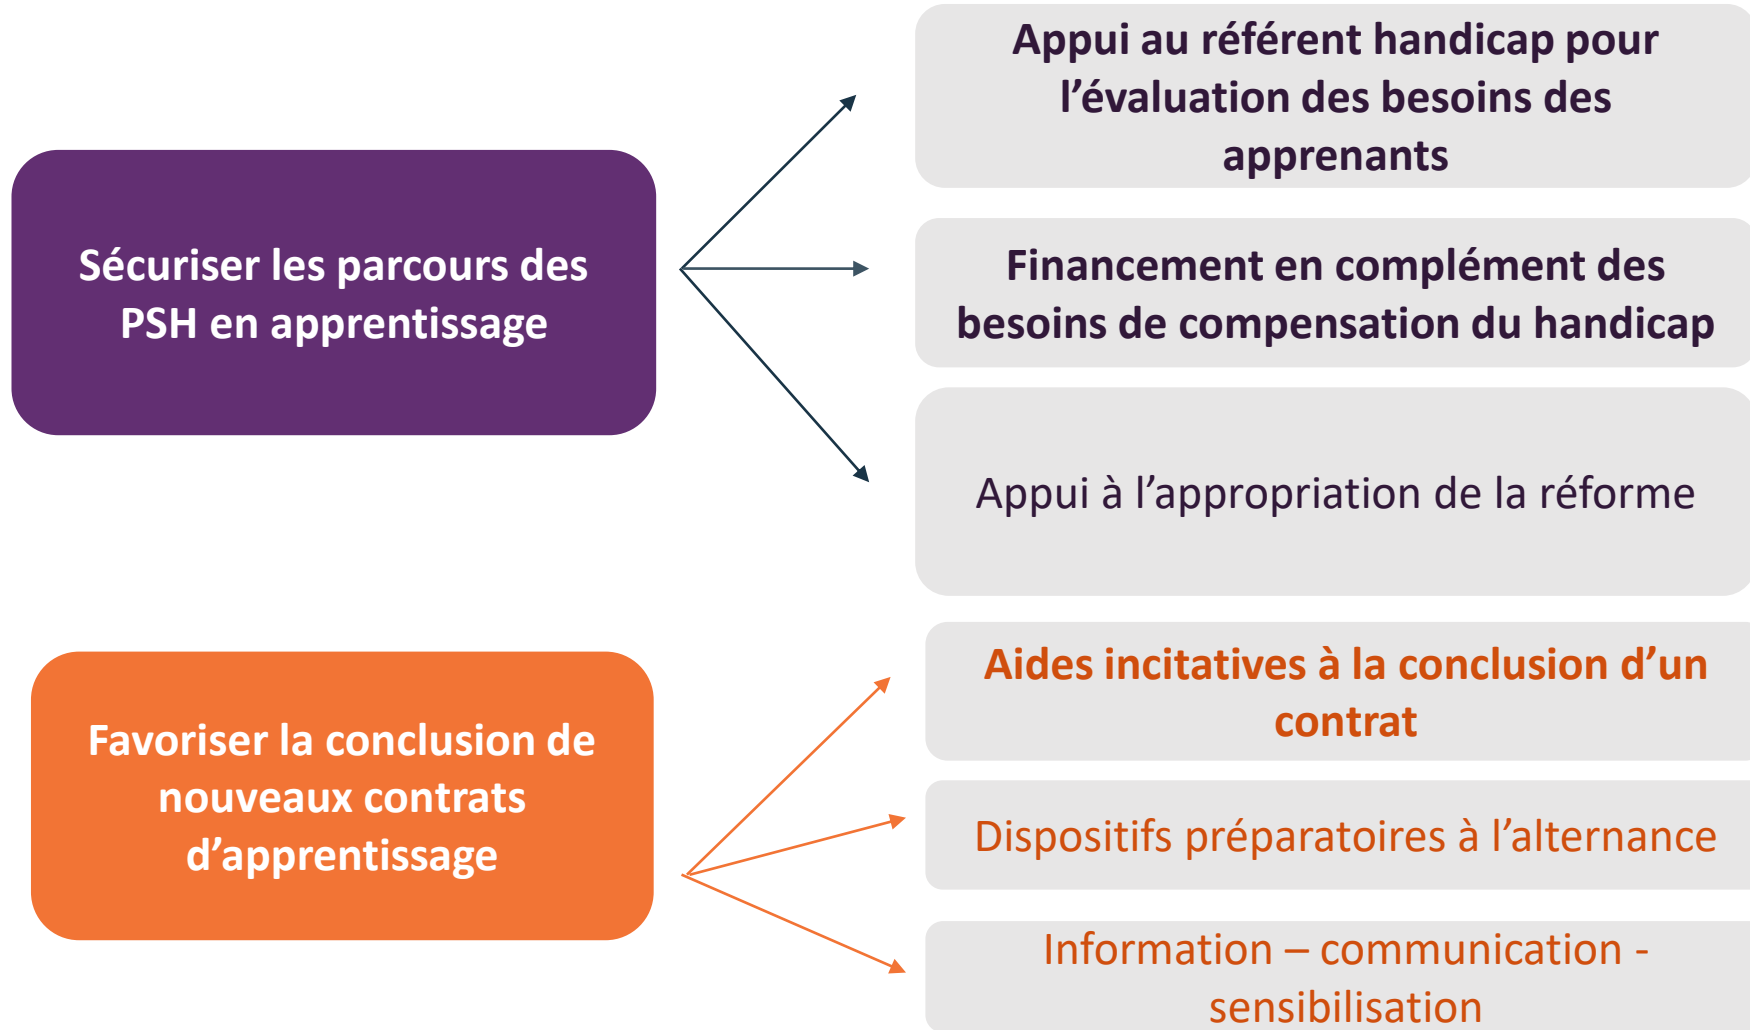 Sécuriser les parcours des
PSH en apprentissage
Appui au référent handicap pour
l’évaluation des besoins des
apprenants
Financement en complément des
besoins de compensation du handicap
Appui à l’appropriation de la réforme
Favoriser la conclusion de
nouveaux contrats
d’apprentissage
Aides incitatives à la conclusion d’un
contrat
Dispositifs préparatoires à l’alternance
Information – communication -
sensibilisation